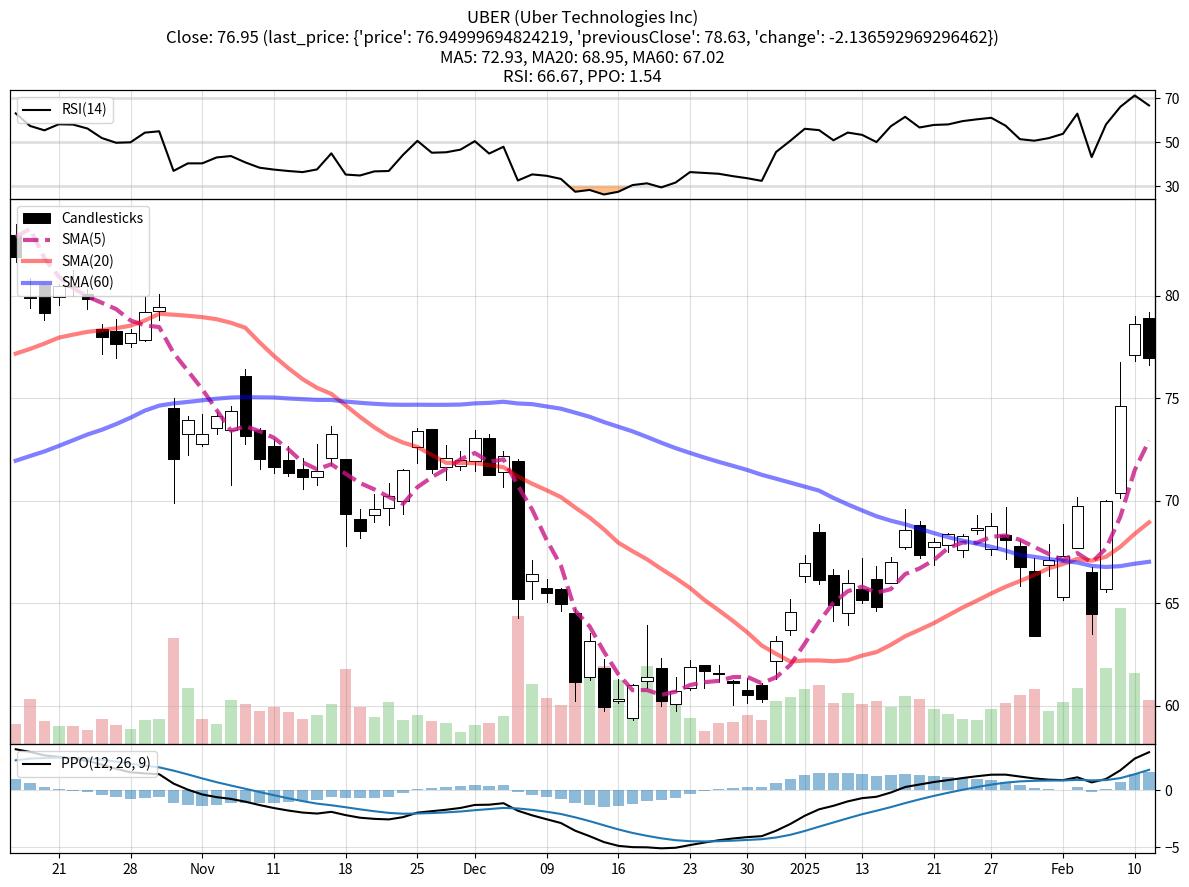 UBER (Uber Technologies Inc)
Close: 76.95 (last_price: {'price': 76.94999694824219, 'previousClose': 78.63, 'change': -2.136592969296462})
MA5: 72.93, MA20: 68.95, MA60: 67.02
RSI: 66.67, PPO: 1.54
RSI(14)
70
50
30
Candlesticks
SMA(5)
SMA(20)
SMA(60)
80
75
70
65
60
PPO(12, 26, 9)
0
−5
21 28 Nov 11 18 25 Dec 09 16 23 30 2025 13 21 27 Feb 10